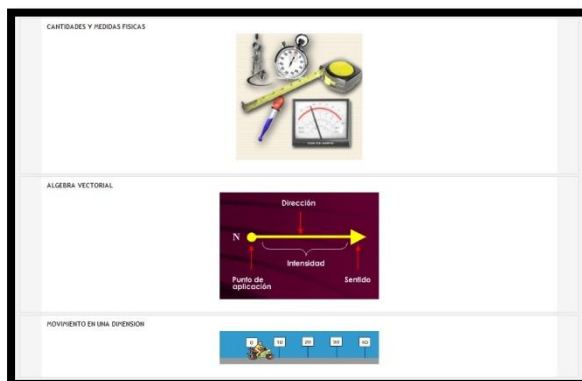 CANTIDADES Y MEDIDAS FISICAS
ALGEBRA VECTORIAL
Dirección
N
Intensidad
Punto de
aplicación
Sentido
MOVIMIENTO EN UNA DIMENSION
0 10 20 30 40